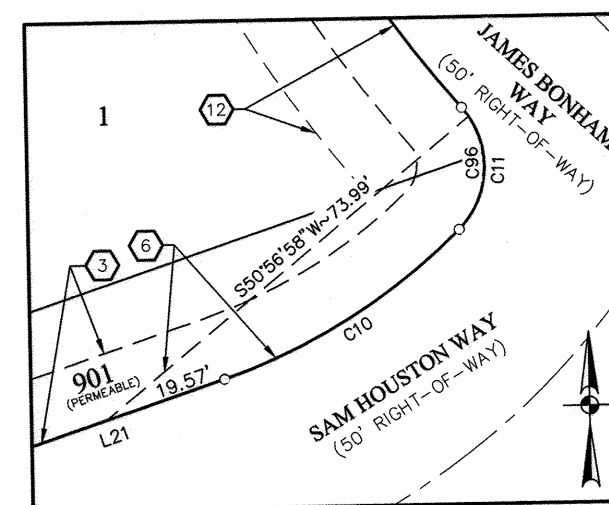 1
12
JAMES BONHAM
WAY
(50' RIGHT-OF-WAY)
C96
C11
S50°56'58"W~73.99'
6
3
C10
901
(PERMEABLE)
19.57'
L21
SAM HOUSTON WAY
(50' RIGHT-OF-WAY)